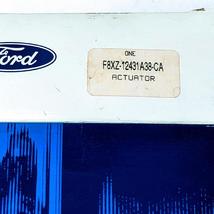 Ford
ONE
F8XZ-12431A38-CA
ACTUATOR